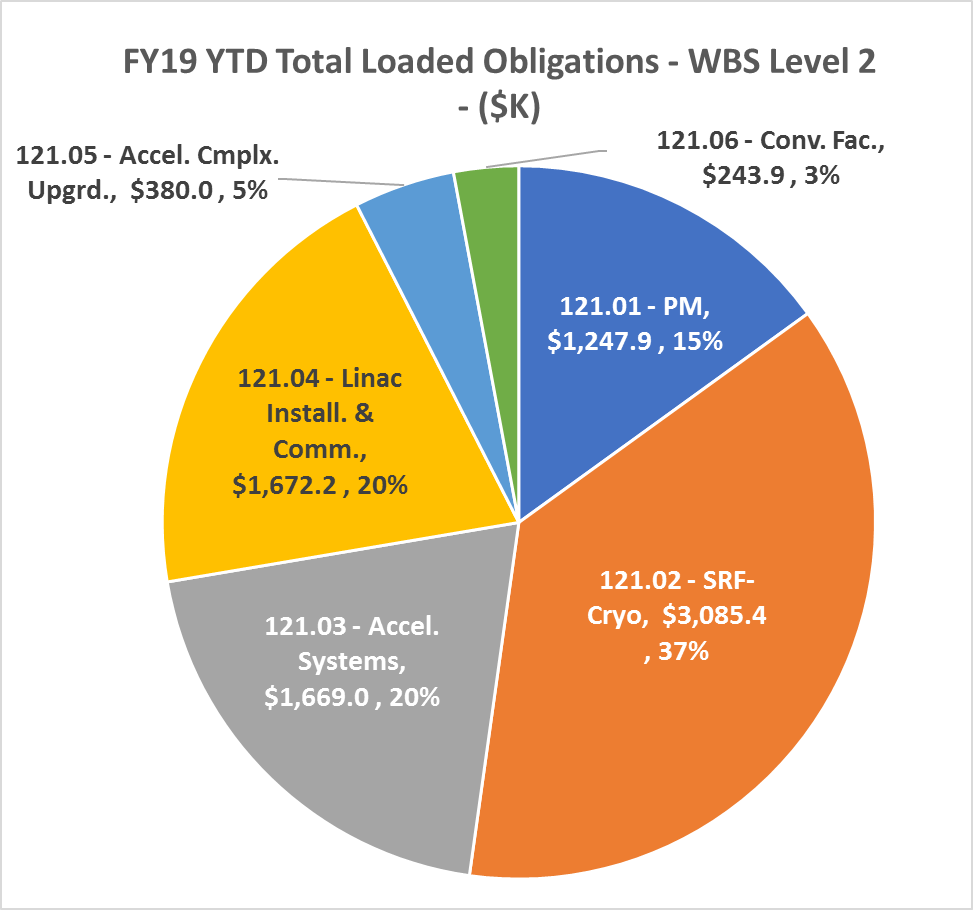 FY19 YTD Total Loaded Obligations - WBS Level 2
- ($K)
121.05 - Accel. Cmplx.
Upgrd.,  $380.0 , 5%
121.06 - Conv. Fac.,
$243.9 , 3%
121.01 - PM,
$1,247.9 , 15%
121.04 - Linac
Install. &
Comm.,
$1,672.2 , 20%
121.02 - SRF-
Cryo,  $3,085.4
, 37%
121.03 - Accel.
Systems,
$1,669.0 , 20%